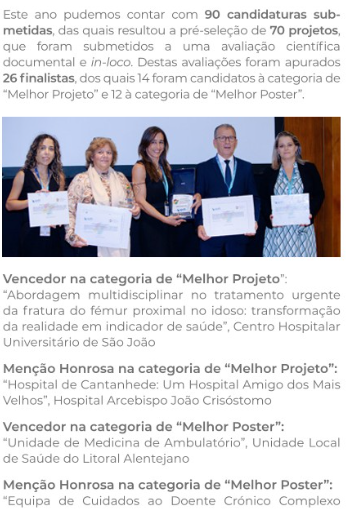 Este ano pudemos contar com 90 candidaturas sub-
metidas, das quais resultou a pré-seleção de 70 projetos,
que foram submetidos a uma avaliação científica
documental e in-loco. Destas avaliações foram apurados
26 finalistas, dos quais 14 foram candidatos à categoria de
“Melhor Projeto” e 12 à categoria de “Melhor Poster”.
Vencedor na categoria de “Melhor Projeto”:
“Abordagem multidisciplinar no tratamento urgente
da fratura do fémur proximal no idoso: transformação
da realidade em indicador de saúde”, Centro Hospitalar
Universitário de São João
Menção Honrosa na categoria de “Melhor Projeto”:
“Hospital de Cantanhede: Um Hospital Amigo dos Mais
Velhos”, Hospital Arcebispo João Crisóstomo
Vencedor na categoria de “Melhor Poster”:
“Unidade de Medicina de Ambulatório”, Unidade Local
de Saúde do Litoral Alentejano
Menção Honrosa na categoria de “Melhor Poster”:
“Equipa de Cuidados ao Doente Crónico Complexo